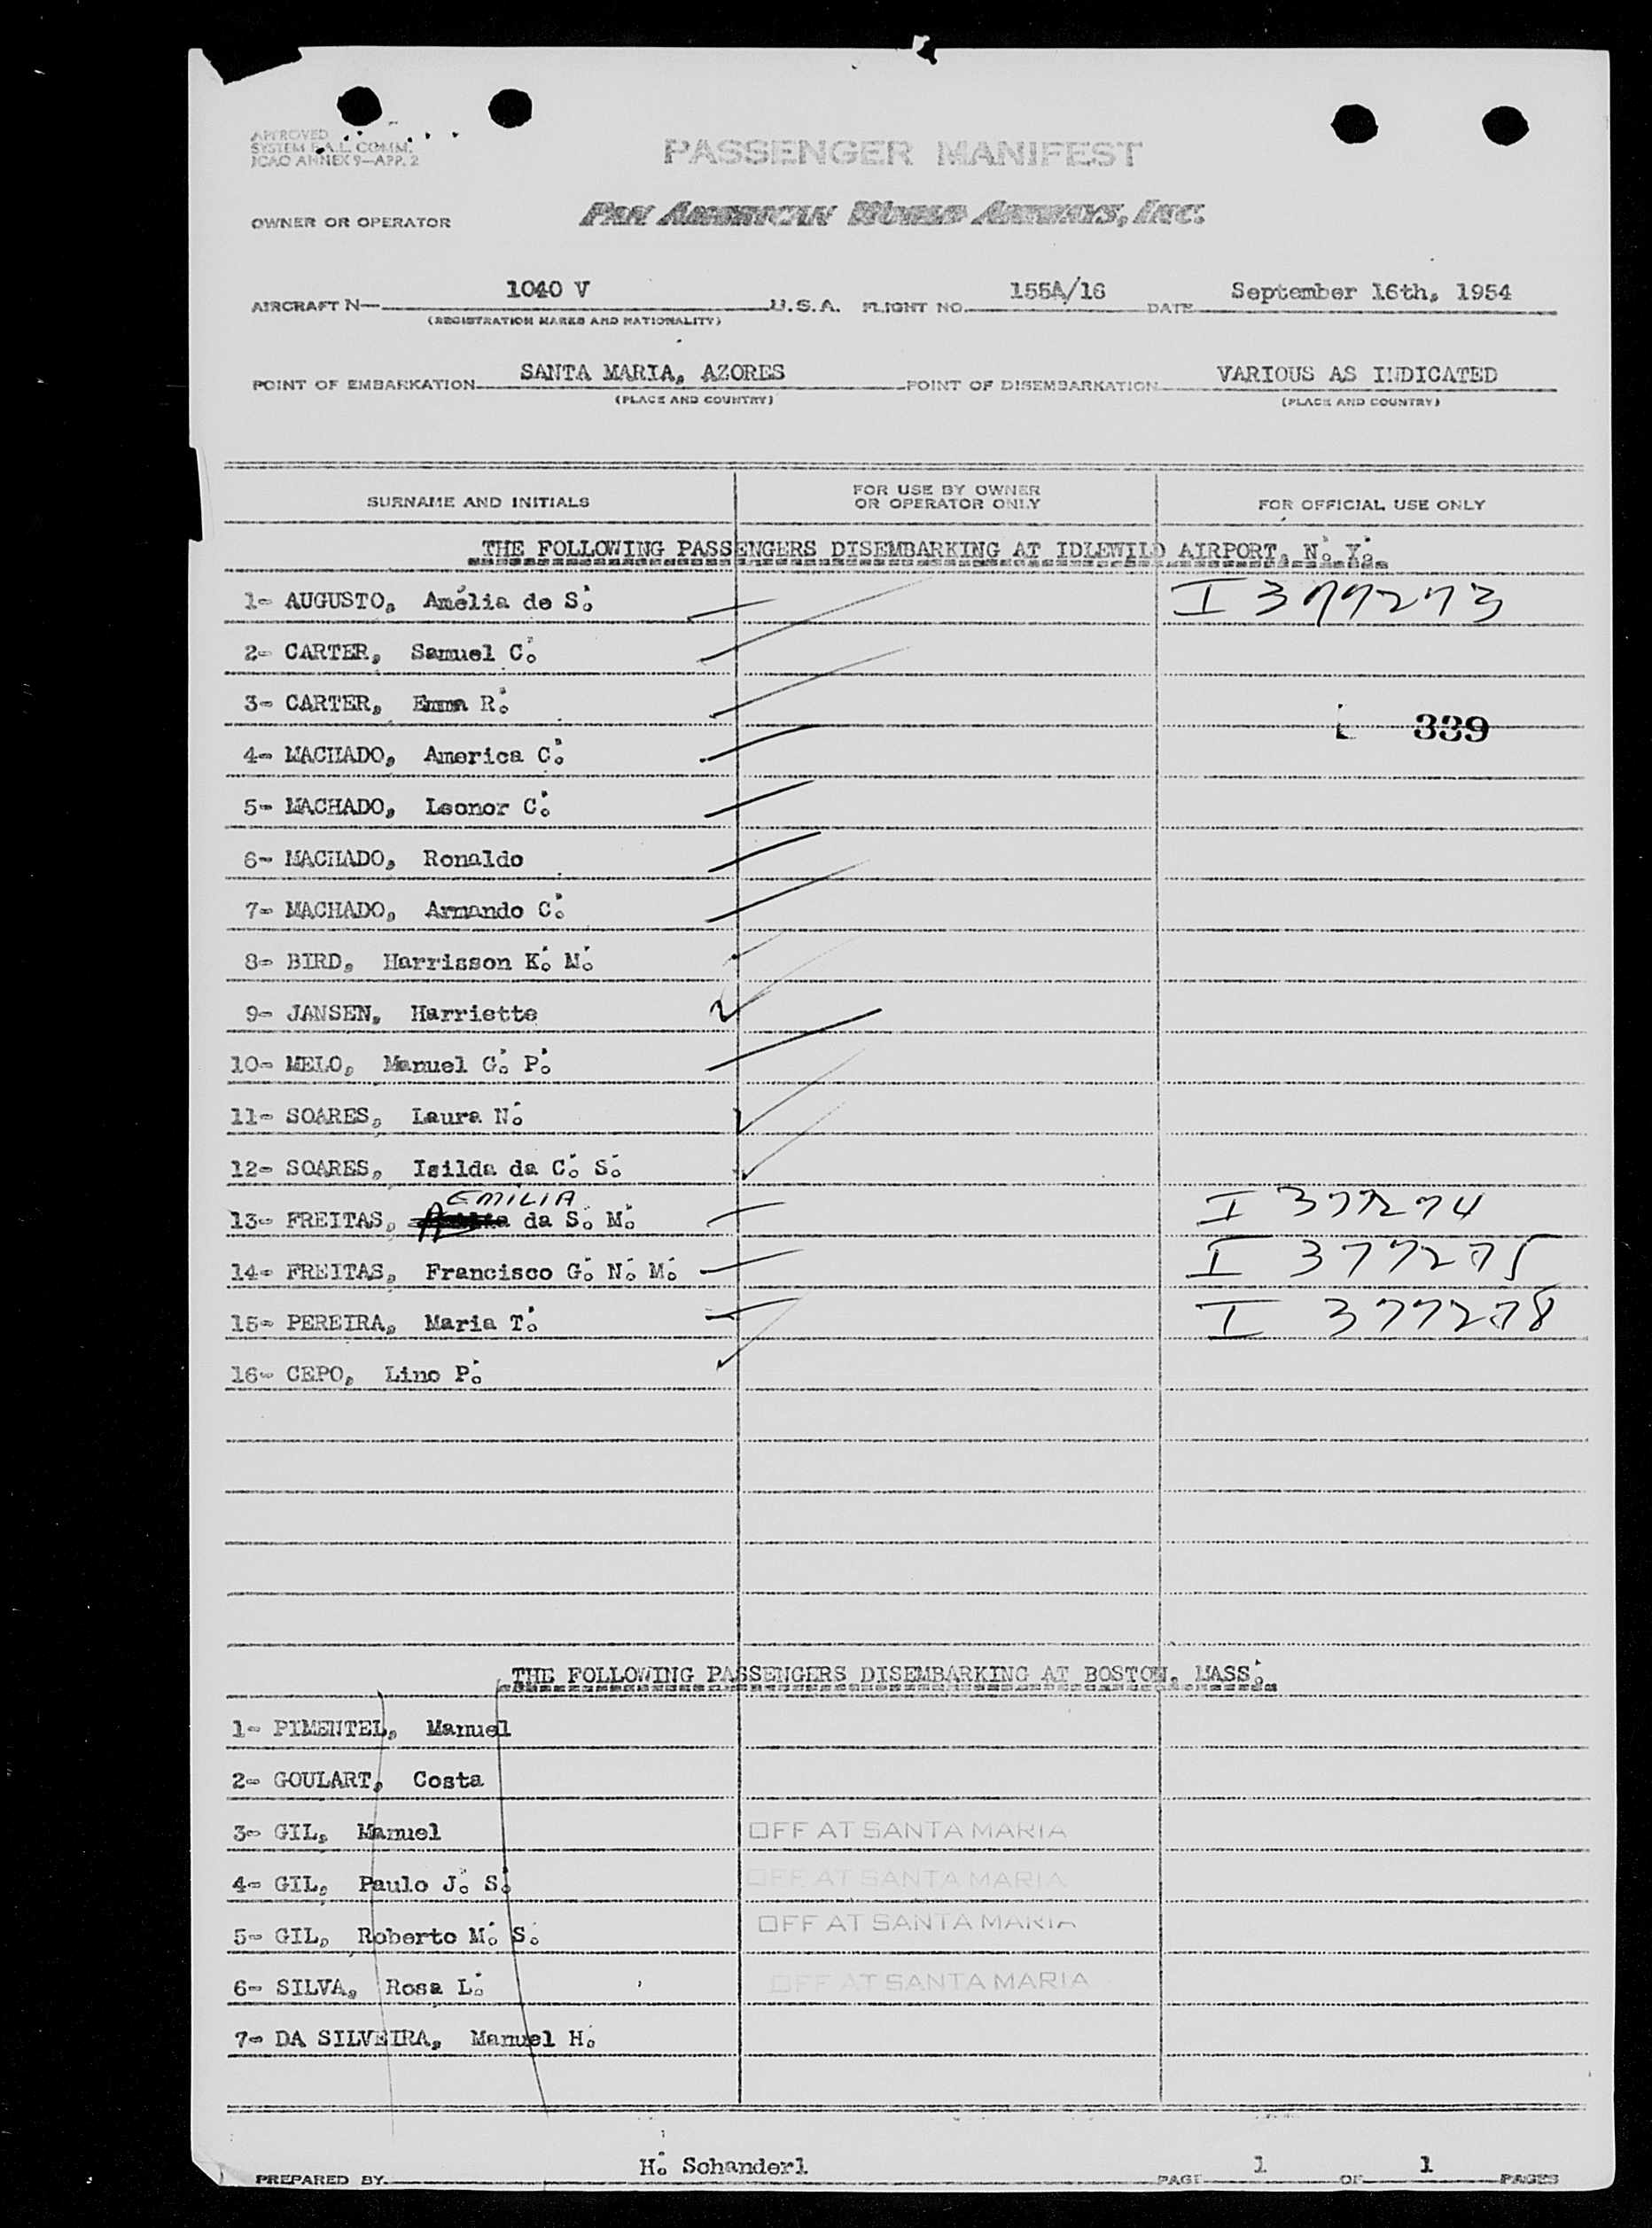 APPROVED
SYSTEM F.A.L. COMM.
ICAO ANNEX 9—APP. 2
PASSENGER MANIFEST
OWNER OR OPERATOR PAN AMERICAN WORLD AIRWAYS, INC.
AIRCRAFT N— 1040 V U.S.A. FLIGHT NO. 155A/16 DATE September 16th, 1954
(REGISTRATION MARKS AND NATIONALITY)
POINT OF EMBARKATION SANTA MARIA, AZORES POINT OF DISEMBARKATION VARIOUS AS INDICATED
(PLACE AND COUNTRY) (PLACE AND COUNTRY)
SURNAME AND INITIALS FOR USE BY OWNER OR OPERATOR ONLY FOR OFFICIAL USE ONLY
THE FOLLOWING PASSENGERS DISEMBARKING AT IDLEWILD AIRPORT, N. Y.
1- AUGUSTO, Amélia de S. I 377273
2- CARTER, Samuel C.
3- CARTER, Emma R.
339
4- MACHADO, America C.
5- MACHADO, Leonor C.
6- MACHADO, Ronaldo
7- MACHADO, Armando C.
8- BIRD, Harrisson K. M.
9- JANSEN, Harriette
10- MELO, Manuel G. P.
11- SOARES, Laura N.
12- SOARES, Isilda da C. S.
EMILIA
13- FREITAS, da S. M. I 377274
14- FREITAS, Francisco G. N. M. I 377275
15- PEREIRA, Maria T. I 377278
16- CEPO, Lino P.
THE FOLLOWING PASSENGERS DISEMBARKING AT BOSTON, MASS.
1- PIMENTEL, Manuel
2- GOULART, Costa
3- GIL, Manuel OFF AT SANTA MARIA
4- GIL, Paulo J. S. OFF AT SANTA MARIA
5- GIL, Roberto M. S. OFF AT SANTA MARIA
6- SILVA, Rosa L. OFF AT SANTA MARIA
7- DA SILVEIRA, Manuel H.
PREPARED BY H. Schanderl PAGE 1 OF 1 PAGES